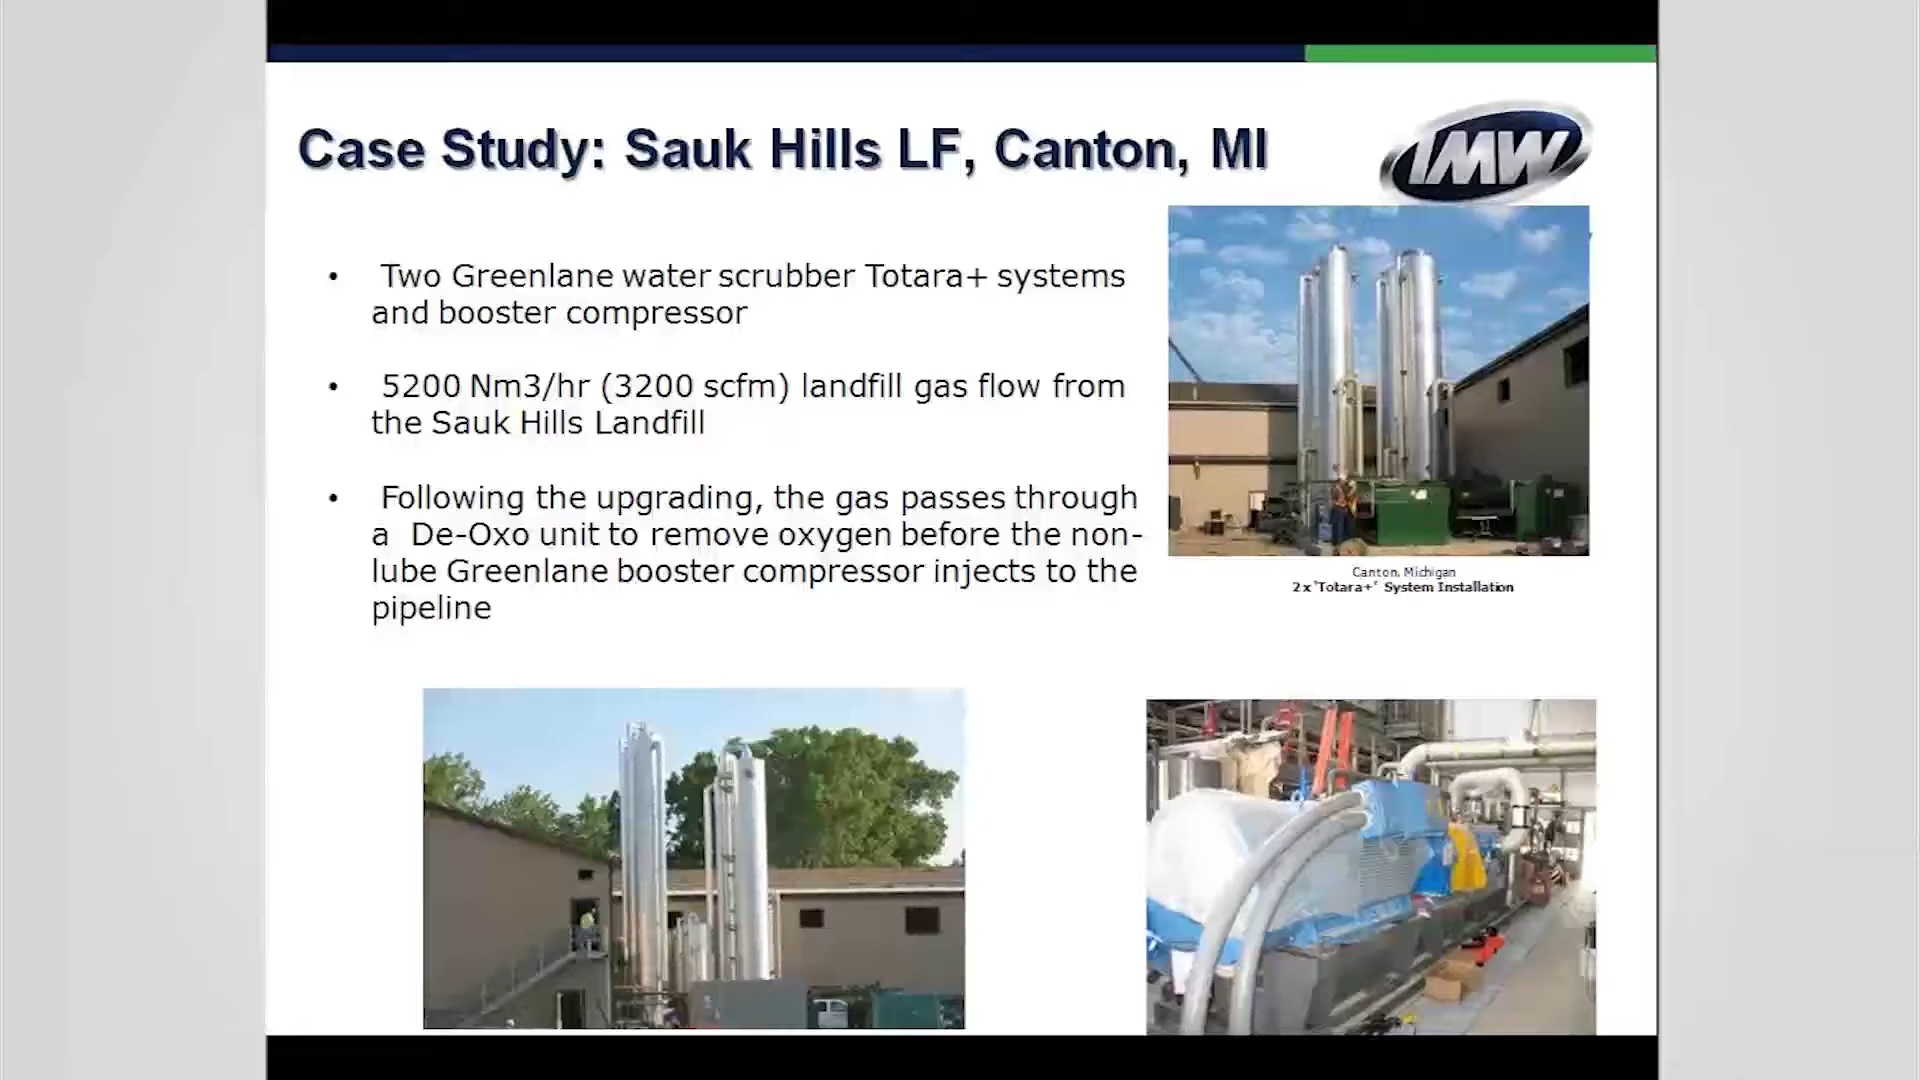 Case Study: Sauk Hills LF, Canton, MI
IMW
• Two Greenlane water scrubber Totara+ systems
and booster compressor
• 5200 Nm3/hr (3200 scfm) landfill gas flow from
the Sauk Hills Landfill
• Following the upgrading, the gas passes through
a De-Oxo unit to remove oxygen before the non-
lube Greenlane booster compressor injects to the
pipeline
Canton, Michigan
2 x "Totara+" System Installation